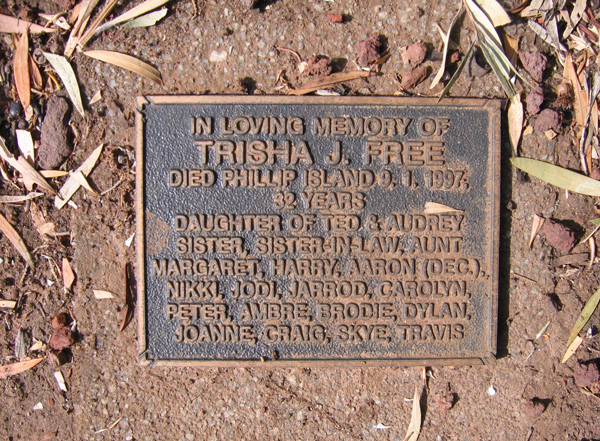 IN LOVING MEMORY OF
TRISHA J. FREE
DIED PHILLIP ISLAND 9. 1. 1997.
32 YEARS
DAUGHTER OF TED & AUDREY
SISTER, SISTER-IN-LAW, AUNT
MARGARET, HARRY, AARON (DEC.),
NIKKI, JODI, JARROD, CAROLYN,
PETER, AMBRE, BRODIE, DYLAN,
JOANNE, CRAIG, SKYE, TRAVIS